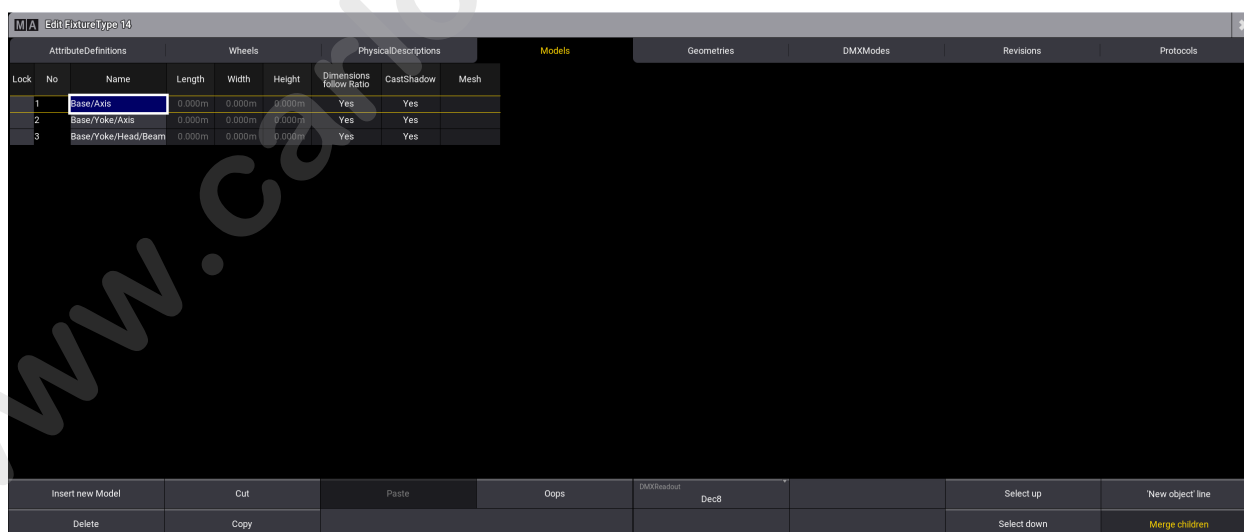 MA Edit FixtureType 14
AttributeDefinitions Wheels PhysicalDescriptions Models Geometries DMXModes Revisions Protocols
Lock No Name Length Width Height Dimensions follow Ratio CastShadow Mesh
1 Base/Axis 0.000m 0.000m 0.000m Yes Yes
2 Base/Yoke/Axis 0.000m 0.000m 0.000m Yes Yes
3 Base/Yoke/Head/Beam 0.000m 0.000m 0.000m Yes Yes
www.carlo
Insert new Model Cut Paste Oops DMXReadout Dec8 Select up 'New object' line
Delete Copy Select down Merge children